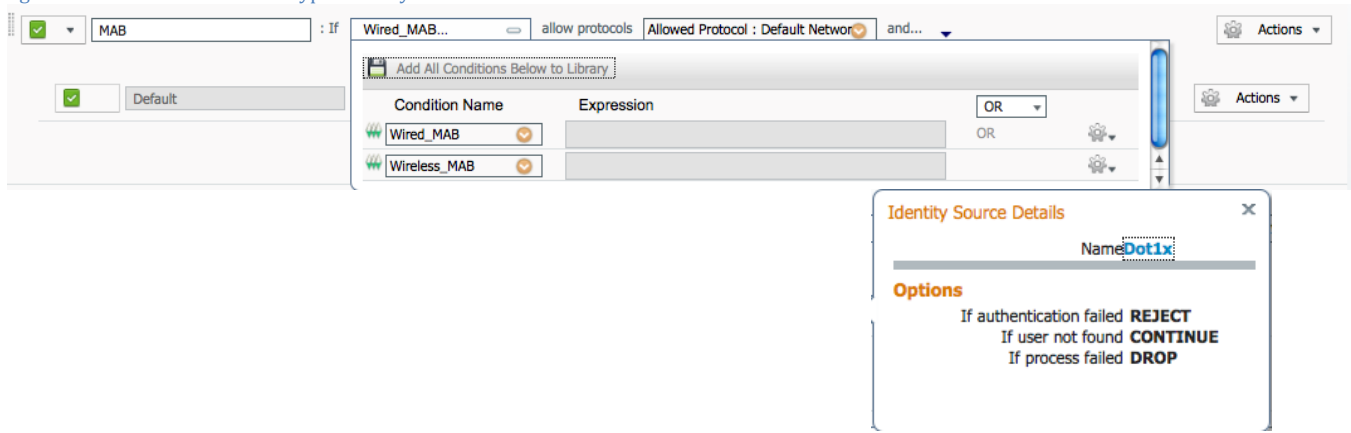 MAB : If Wired_MAB... allow protocols Allowed Protocol : Default Networ and... Actions
Add All Conditions Below to Library
Default Actions
Condition Name Expression OR
Wired_MAB OR
Wireless_MAB
Identity Source Details
Name Dot1x
Options
If authentication failed REJECT
If user not found CONTINUE
If process failed DROP